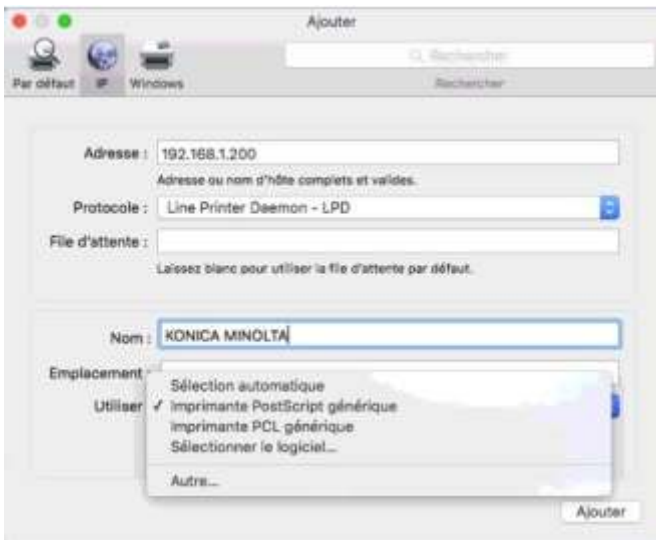 Ajouter
Rechercher
Par défaut IP Windows
Rechercher
Adresse : 192.168.1.200
Adresse ou nom d'hôte complets et valides.
Protocole : Line Printer Daemon - LPD
File d'attente :
Laissez blanc pour utiliser la file d'attente par défaut.
Nom : KONICA MINOLTA
Emplacement :
Sélection automatique
Utiliser ✓ Imprimante PostScript générique
Imprimante PCL générique
Sélectionner le logiciel...
Autre...
Ajouter